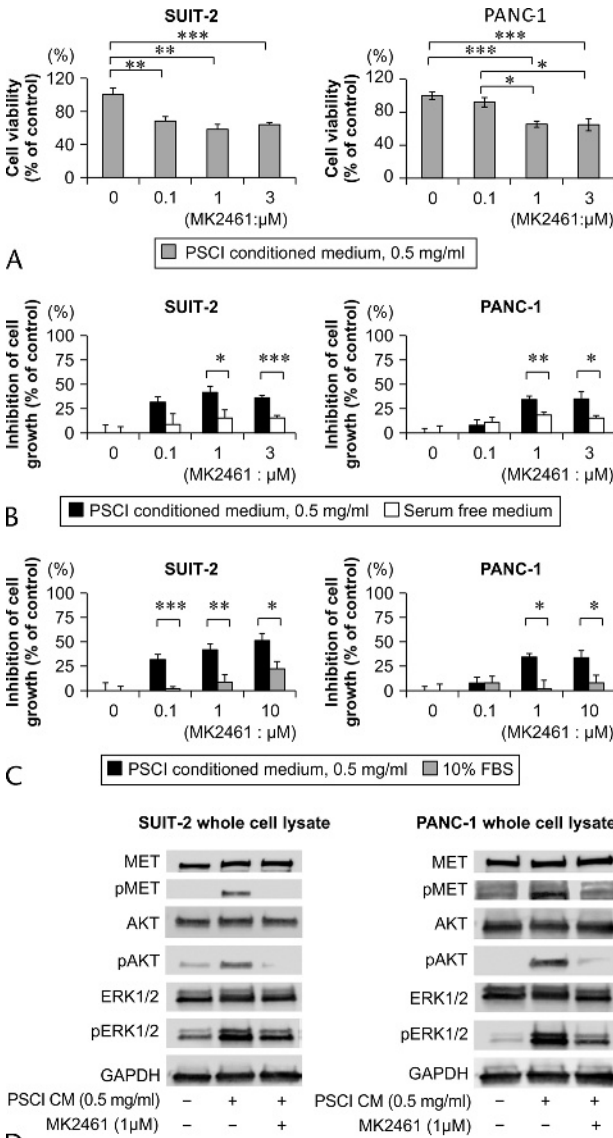 SUIT-2
PANC-1
(%)
(%)
***
***
**
***
**
*
*
Cell viability
(% of control)
120
80
40
0
Cell viability
(% of control)
120
80
40
0
0 0.1 1 3
0 0.1 1 3
(MK2461:µM)
(MK2461:µM)
PSCI conditioned medium, 0.5 mg/ml
A
SUIT-2
PANC-1
(%)
(%)
Inhibition of cell
growth (% of control)
100
75
50
25
0
* ***
Inhibition of cell
growth (% of control)
100
75
50
25
0
** *
0 0.1 1 3
0 0.1 1 3
(MK2461 : µM)
(MK2461 : µM)
B
PSCI conditioned medium, 0.5 mg/ml Serum free medium
SUIT-2
PANC-1
(%)
(%)
Inhibition of cell
growth (% of control)
100
75
50
25
0
*** ** *
Inhibition of cell
growth (% of control)
100
75
50
25
0
* *
0 0.1 1 10
0 0.1 1 10
(MK2461 : µM)
(MK2461 : µM)
C
PSCI conditioned medium, 0.5 mg/ml 10% FBS
SUIT-2 whole cell lysate
PANC-1 whole cell lysate
MET
pMET
AKT
pAKT
ERK1/2
pERK1/2
GAPDH
PSCI CM (0.5 mg/ml) − + +
MK2461 (1µM) − − +
MET
pMET
AKT
pAKT
ERK1/2
pERK1/2
GAPDH
PSCI CM (0.5 mg/ml) − + +
MK2461 (1µM) − − +